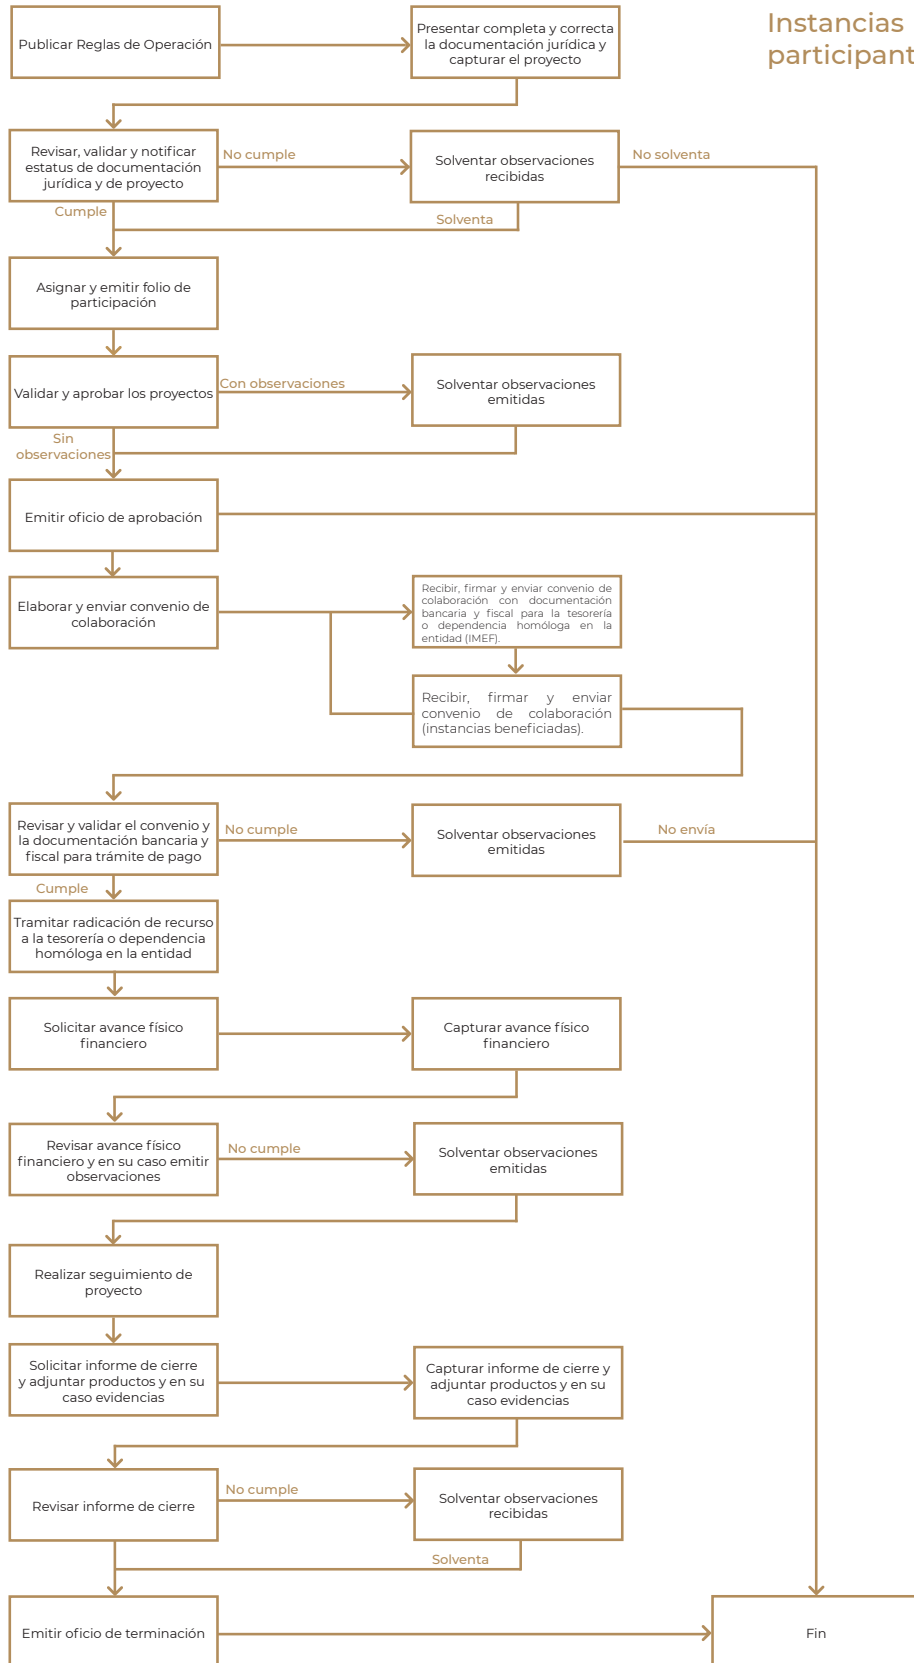 Instancias
participant
Publicar Reglas de Operación
Presentar completa y correcta
la documentación jurídica y
capturar el proyecto
Revisar, validar y notificar
estatus de documentación
jurídica y de proyecto
No cumple
Solventar observaciones
recibidas
No solventa
Cumple
Solventa
Asignar y emitir folio de
participación
Validar y aprobar los proyectos
Con observaciones
Solventar observaciones
emitidas
Sin
observaciones
Emitir oficio de aprobación
Elaborar y enviar convenio de
colaboración
Recibir, firmar y enviar convenio de
colaboración con documentación
bancaria y fiscal para la tesorería
o dependencia homóloga en la
entidad (IMEF).
Recibir, firmar y enviar
convenio de colaboración
(instancias beneficiadas).
Revisar y validar el convenio y
la documentación bancaria y
fiscal para trámite de pago
No cumple
Solventar observaciones
emitidas
No envía
Cumple
Tramitar radicación de recurso
a la tesorería o dependencia
homóloga en la entidad
Solicitar avance físico
financiero
Capturar avance físico
financiero
Revisar avance físico
financiero y en su caso emitir
observaciones
No cumple
Solventar observaciones
emitidas
Realizar seguimiento de
proyecto
Solicitar informe de cierre
y adjuntar productos y en su
caso evidencias
Capturar informe de cierre y
adjuntar productos y en su
caso evidencias
Revisar informe de cierre
No cumple
Solventar observaciones
recibidas
Solventa
Emitir oficio de terminación
Fin